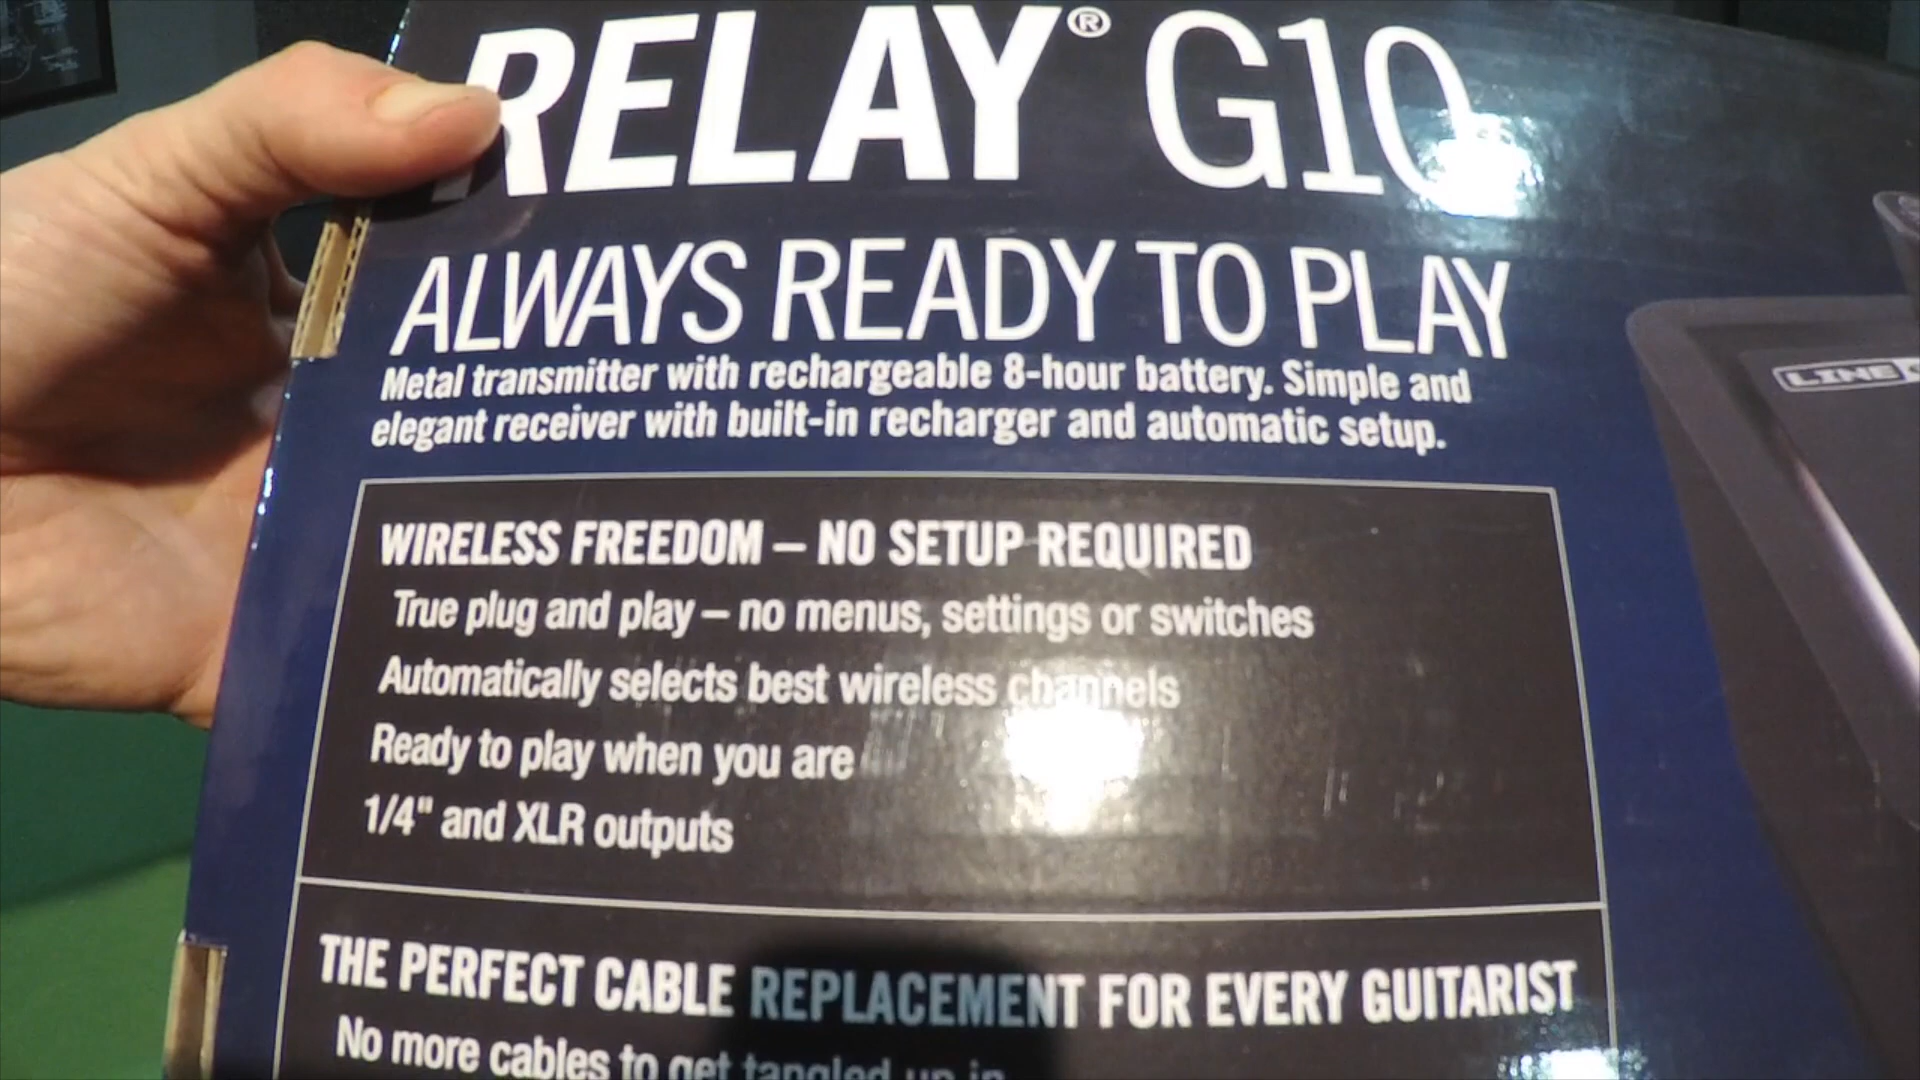 RELAY® G10
ALWAYS READY TO PLAY
Metal transmitter with rechargeable 8-hour battery. Simple and
elegant receiver with built-in recharger and automatic setup.
LINE
WIRELESS FREEDOM – NO SETUP REQUIRED
True plug and play – no menus, settings or switches
Automatically selects best wireless channels
Ready to play when you are
1/4" and XLR outputs
THE PERFECT CABLE REPLACEMENT FOR EVERY GUITARIST
No more cables to get tangled up in